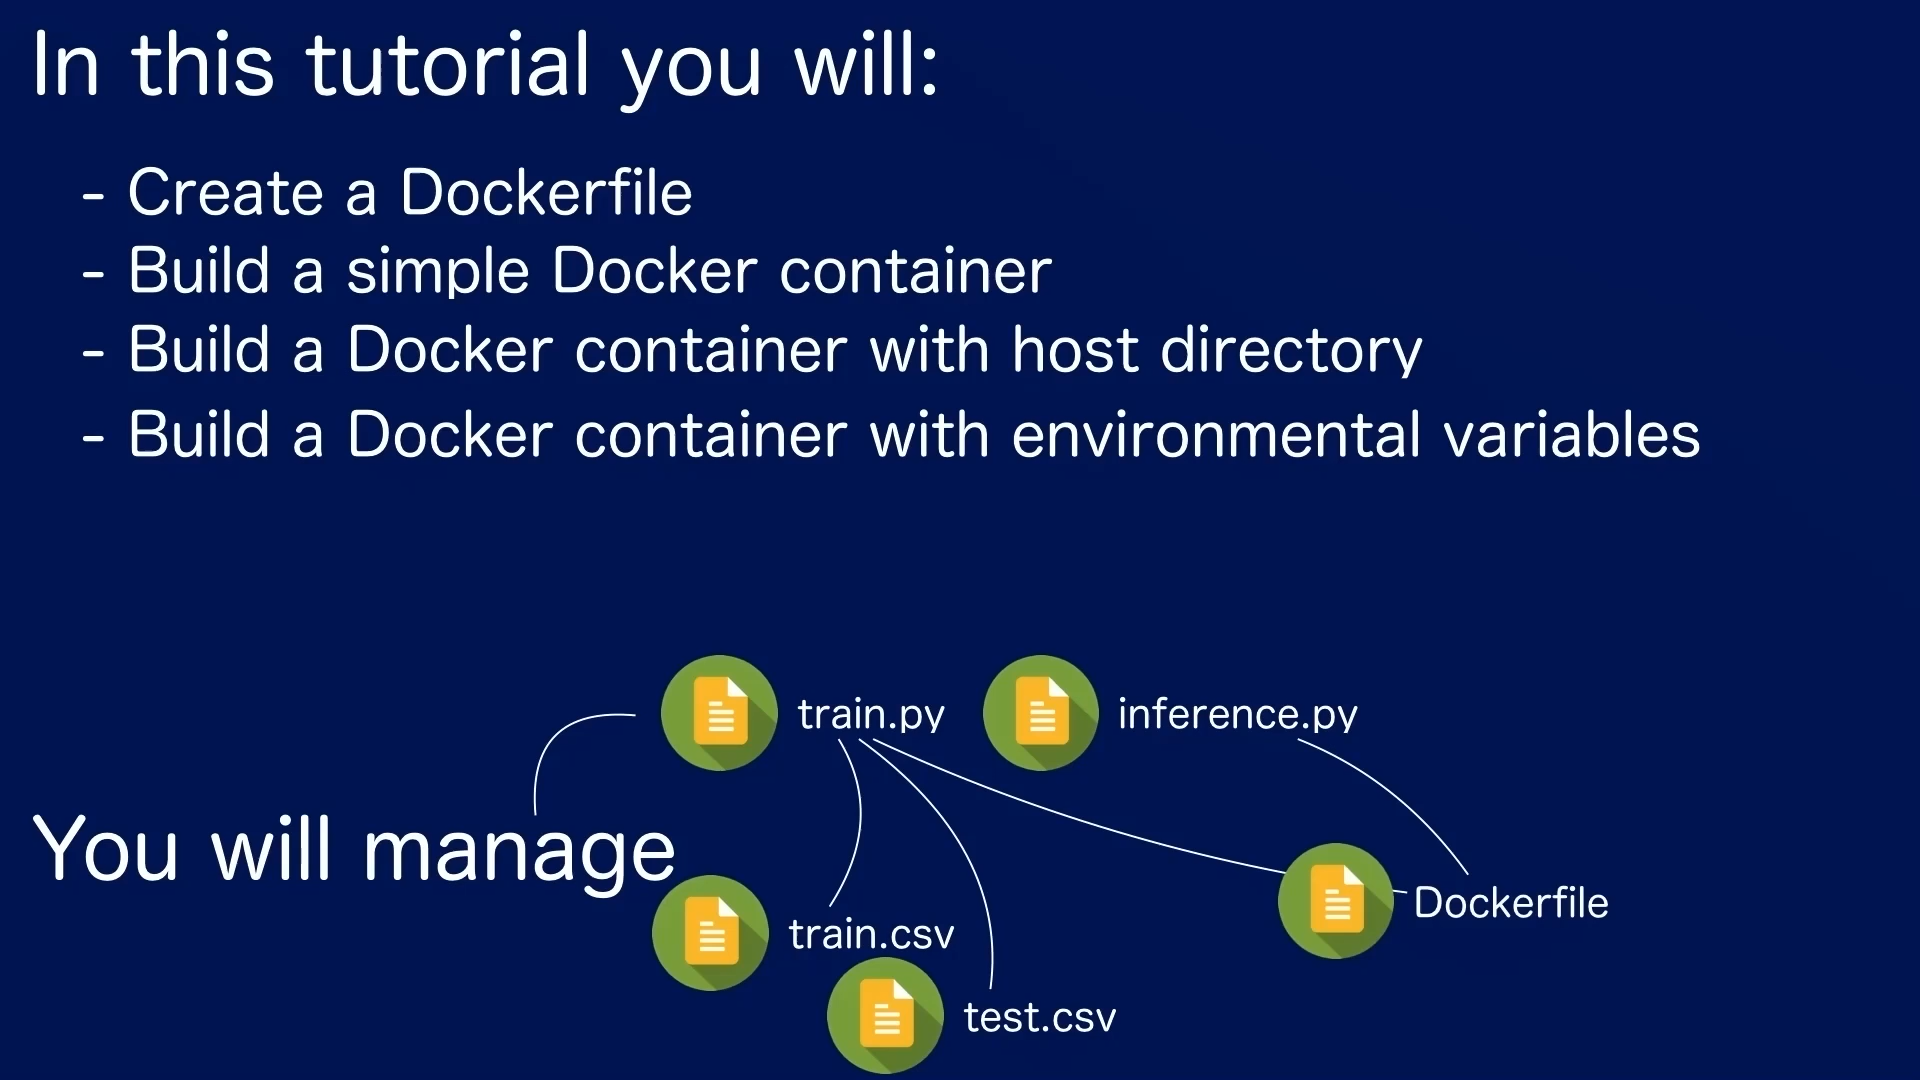 In this tutorial you will:
- Create a Dockerfile
- Build a simple Docker container
- Build a Docker container with host directory
- Build a Docker container with environmental variables
train.py
inference.py
You will manage
train.csv
Dockerfile
test.csv